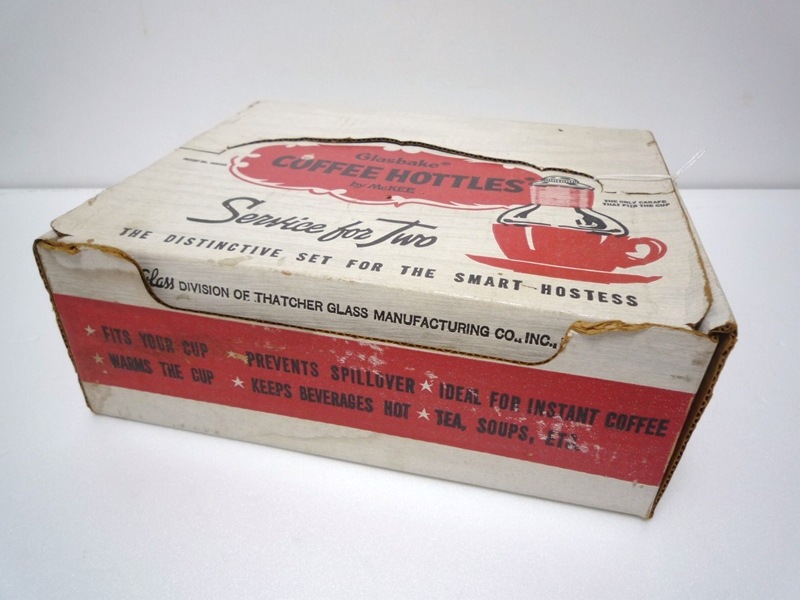 Glasbake®
COFFEE HOTTLES®
by McKEE
THE ONLY CARAFE
THAT FITS THE CUP
Service for Two
THE DISTINCTIVE SET FOR THE SMART HOSTESS
Glass DIVISION OF THATCHER GLASS MANUFACTURING CO., INC.,
★ FITS YOUR CUP ★ PREVENTS SPILLOVER ★ IDEAL FOR INSTANT COFFEE
★ WARMS THE CUP ★ KEEPS BEVERAGES HOT ★ TEA, SOUPS, ETC.